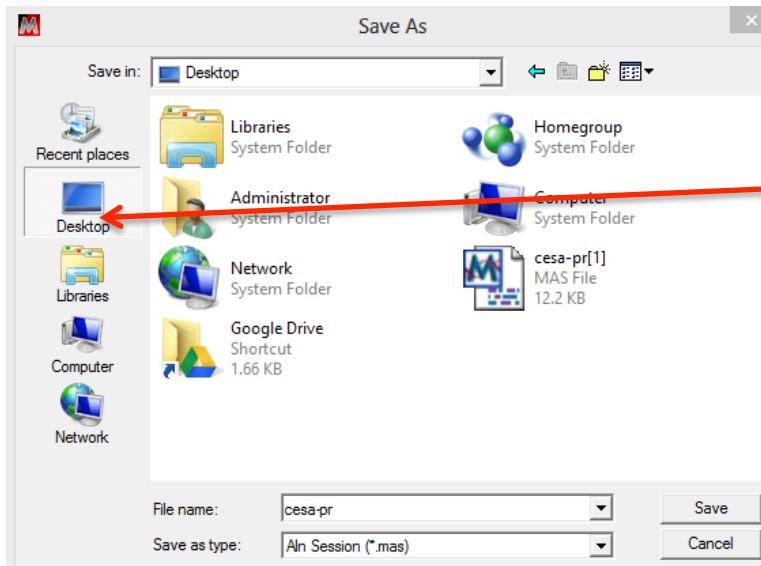 Save As
Save in:
Desktop
Recent places
Desktop
Libraries
Computer
Network
Libraries
System Folder
Homegroup
System Folder
Administrator
System Folder
Computer
System Folder
Network
System Folder
cesa-pr[1]
MAS File
12.2 KB
Google Drive
Shortcut
1.66 KB
File name:
cesa-pr
Save
Save as type:
Aln Session (*.mas)
Cancel